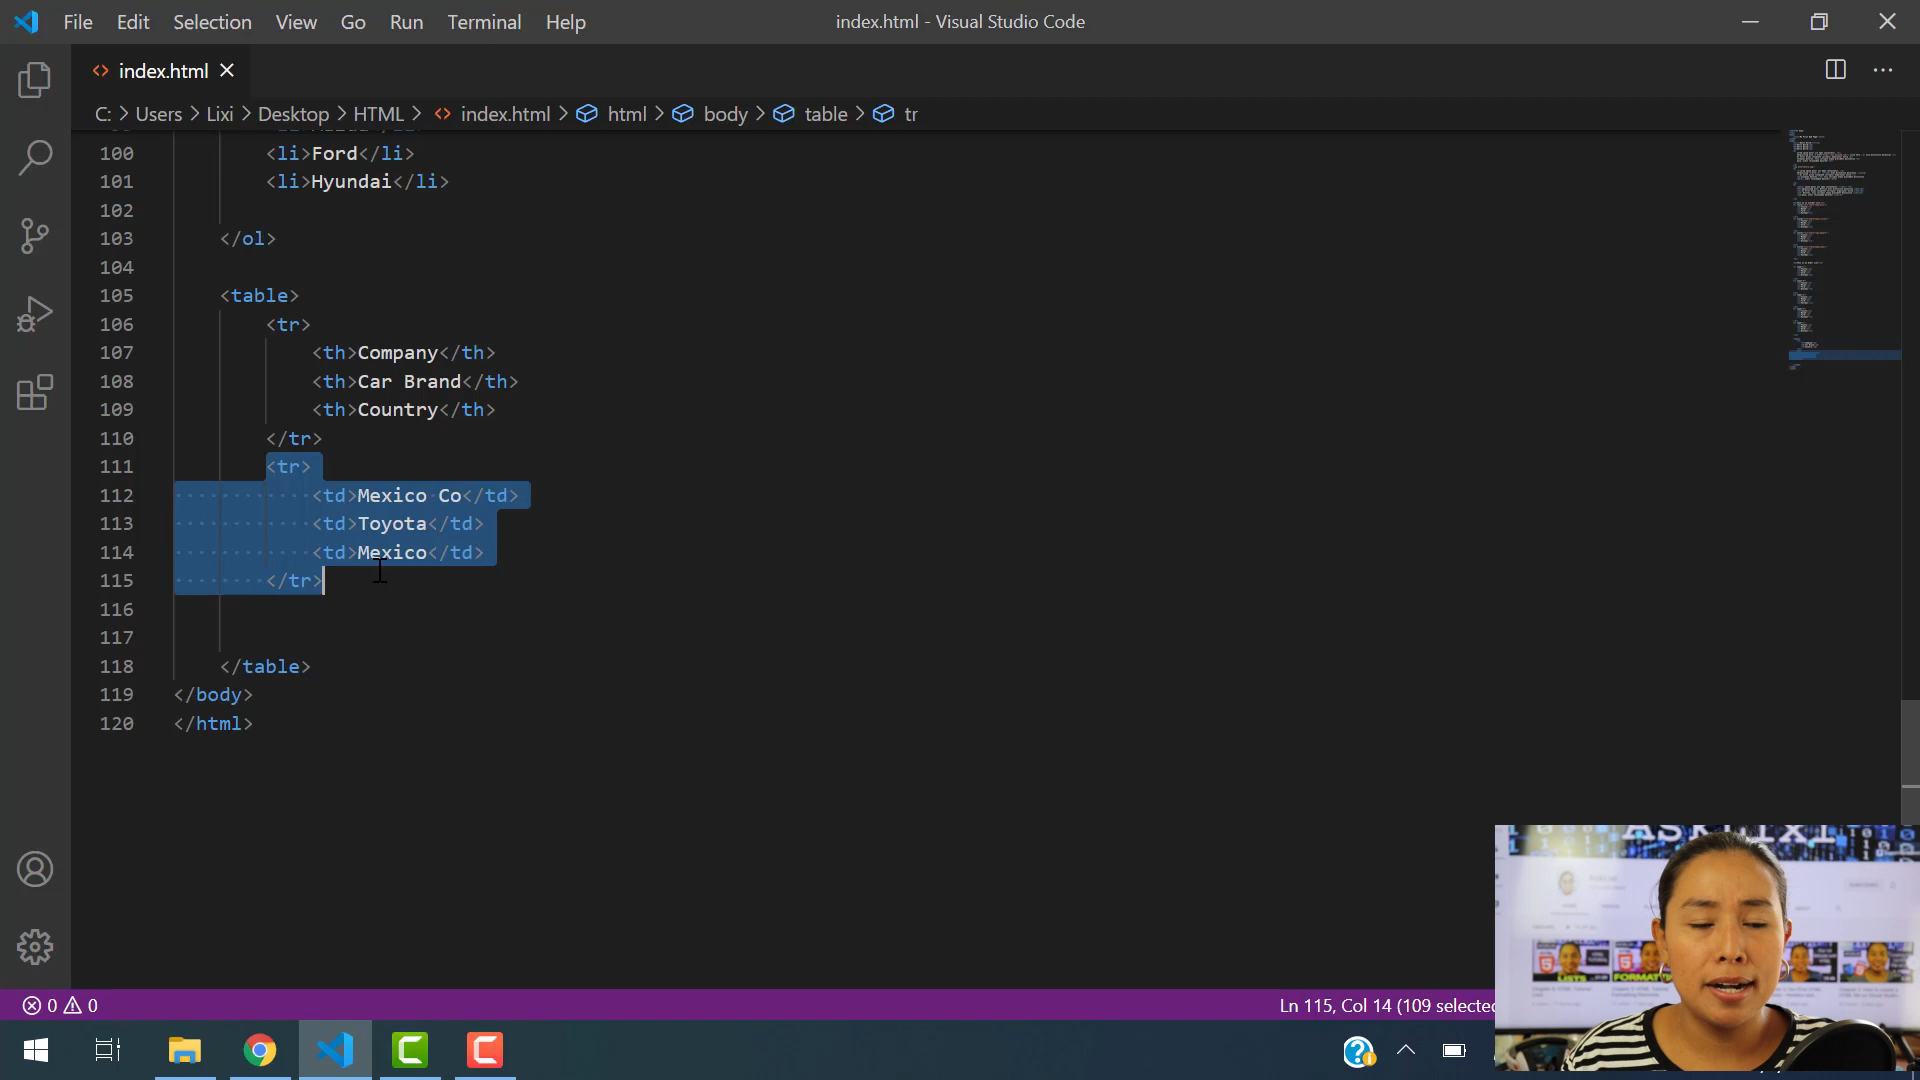 File Edit Selection View Go Run Terminal Help
index.html - Visual Studio Code
index.html
C: > Users > Lixi > Desktop > HTML > index.html > html > body > table > tr
100 <li>Ford</li>
101 <li>Hyundai</li>
102
103 </ol>
104
105 <table>
106 <tr>
107 <th>Company</th>
108 <th>Car Brand</th>
109 <th>Country</th>
110 </tr>
111 <tr>
112 <td>Mexico Co</td>
113 <td>Toyota</td>
114 <td>Mexico</td>
115 </tr>
116
117
118 </table>
119 </body>
120 </html>
0 0
Ln 115, Col 14 (109 selected